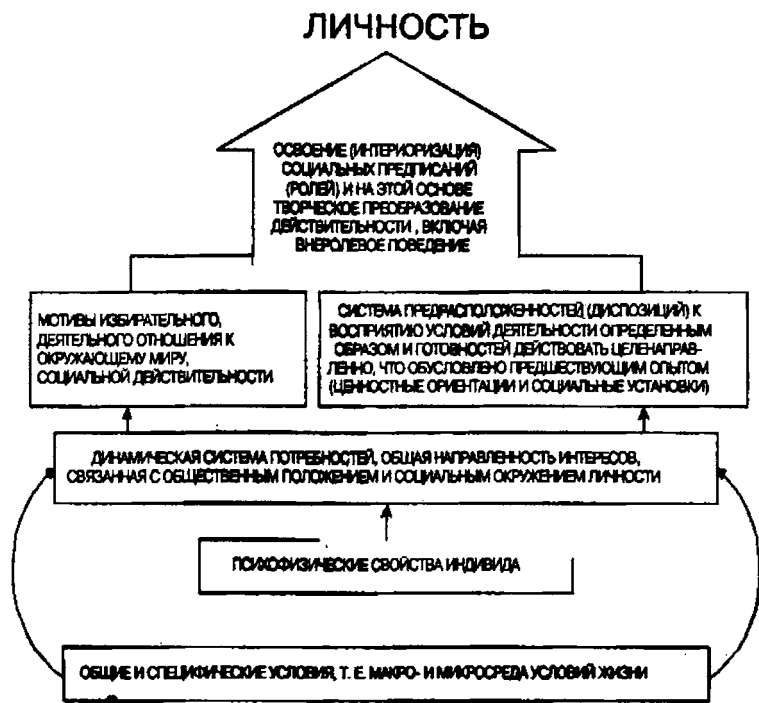 ЛИЧНОСТЬ
ОСВОЕНИЕ (ИНТЕРИОРИЗАЦИЯ)
СОЦИАЛЬНЫХ ПРЕДПИСАНИЙ
(РОЛЕЙ) И НА ЭТОЙ ОСНОВЕ
ТВОРЧЕСКОЕ ПРЕОБРАЗОВАНИЕ
ДЕЙСТВИТЕЛЬНОСТИ , ВКЛЮЧАЯ
ВНЕРОЛЕВОЕ ПОВЕДЕНИЕ
МОТИВЫ ИЗБИРАТЕЛЬНОГО,
ДЕЯТЕЛЬНОГО ОТНОШЕНИЯ К
ОКРУЖАЮЩЕМУ МИРУ,
СОЦИАЛЬНОЙ ДЕЙСТВИТЕЛЬНОСТИ
СИСТЕМА ПРЕДРАСПОЛОЖЕННОСТЕЙ (ДИСПОЗИЦИЙ) К
ВОСПРИЯТИЮ УСЛОВИЙ ДЕЯТЕЛЬНОСТИ ОПРЕДЕЛЕННЫМ
ОБРАЗОМ И ГОТОВНОСТЕЙ ДЕЙСТВОВАТЬ ЦЕЛЕНАПРАВ-
ЛЕННО, ЧТО ОБУСЛОВЛЕНО ПРЕДШЕСТВУЮЩИМ ОПЫТОМ
(ЦЕННОСТНЫЕ ОРИЕНТАЦИИ И СОЦИАЛЬНЫЕ УСТАНОВКИ)
ДИНАМИЧЕСКАЯ СИСТЕМА ПОТРЕБНОСТЕЙ, ОБЩАЯ НАПРАВЛЕННОСТЬ ИНТЕРЕСОВ,
СВЯЗАННАЯ С ОБЩЕСТВЕННЫМ ПОЛОЖЕНИЕМ И СОЦИАЛЬНЫМ ОКРУЖЕНИЕМ ЛИЧНОСТИ
ПСИХОФИЗИЧЕСКИЕ СВОЙСТВА ИНДИВИДА
ОБЩИЕ И СПЕЦИФИЧЕСКИЕ УСЛОВИЯ, Т. Е. МАКРО- И МИКРОСРЕДА УСЛОВИЙ ЖИЗНИ